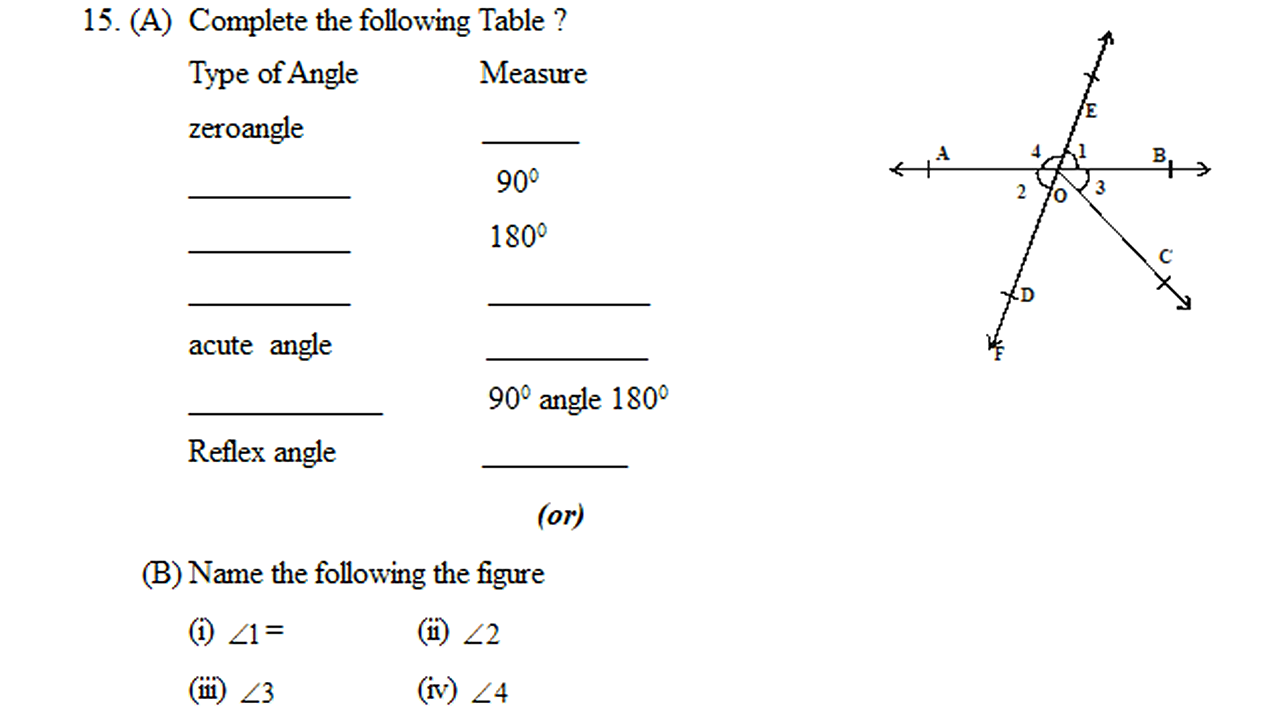 15. (A) Complete the following Table ?
Type of Angle Measure
zeroangle ______
__________ 90⁰
__________ 180⁰
__________ __________
acute angle __________
____________ 90⁰ angle 180⁰
Reflex angle _________
(or)
(B) Name the following the figure
(i) ∠1= (ii) ∠2
(iii) ∠3 (iv) ∠4
E
A 4 1 B
2 O 3
C
D
F